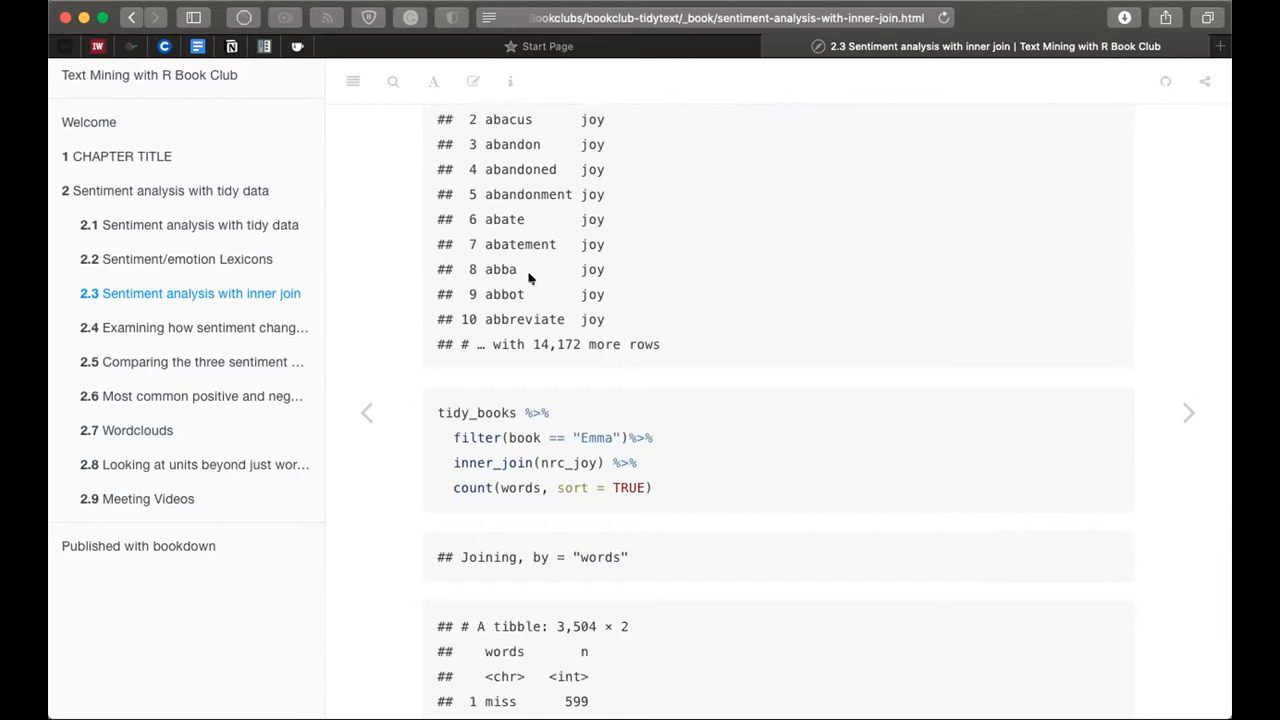 Bookclubs/bookclub-tidytext/_book/sentiment-analysis-with-inner-join.html
IW
Start Page
2.3 Sentiment analysis with inner join | Text Mining with R Book Club
Text Mining with R Book Club
Welcome
1 CHAPTER TITLE
2 Sentiment analysis with tidy data
2.1 Sentiment analysis with tidy data
2.2 Sentiment/emotion Lexicons
2.3 Sentiment analysis with inner join
2.4 Examining how sentiment chang...
2.5 Comparing the three sentiment ...
2.6 Most common positive and neg...
2.7 Wordclouds
2.8 Looking at units beyond just wor...
2.9 Meeting Videos
Published with bookdown
## 2 abacus joy
## 3 abandon joy
## 4 abandoned joy
## 5 abandonment joy
## 6 abate joy
## 7 abatement joy
## 8 abba joy
## 9 abbot joy
## 10 abbreviate joy
## # … with 14,172 more rows
tidy_books %>%
filter(book == "Emma")%>%
inner_join(nrc_joy) %>%
count(words, sort = TRUE)
## Joining, by = "words"
## # A tibble: 3,504 × 2
## words n
## <chr> <int>
## 1 miss 599